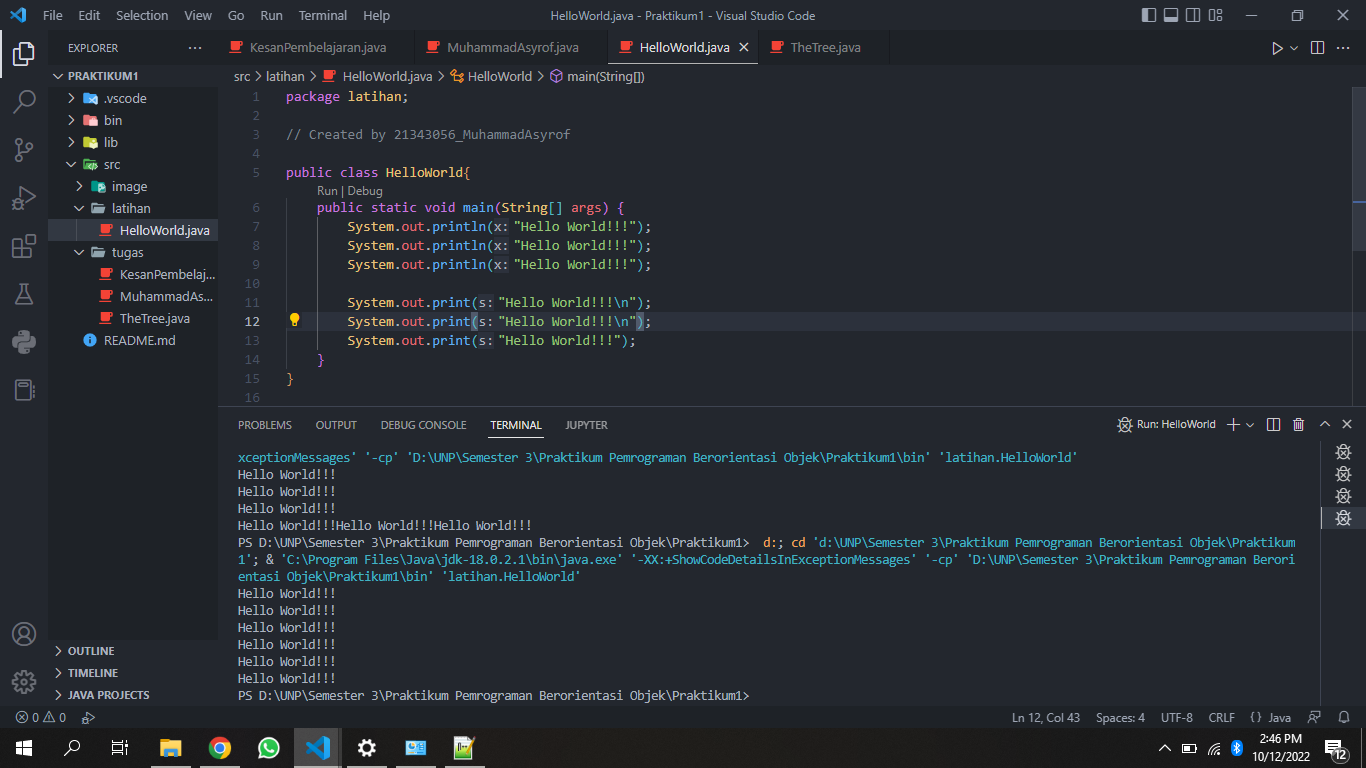 File Edit Selection View Go Run Terminal Help HelloWorld.java - Praktikum1 - Visual Studio Code
EXPLORER ···
KesanPembelajaran.java MuhammadAsyrof.java HelloWorld.java TheTree.java
PRAKTIKUM1
.vscode
bin
lib
src
image
latihan
HelloWorld.java
tugas
KesanPembelaj...
MuhammadAs...
TheTree.java
README.md
OUTLINE
TIMELINE
JAVA PROJECTS
src > latihan > HelloWorld.java > HelloWorld > main(String[])
1 package latihan;
2
3 // Created by 21343056_MuhammadAsyrof
4
5 public class HelloWorld{
Run | Debug
6 public static void main(String[] args) {
7 System.out.println(x: "Hello World!!!");
8 System.out.println(x: "Hello World!!!");
9 System.out.println(x: "Hello World!!!");
10
11 System.out.print(s: "Hello World!!!\n");
12 System.out.print(s: "Hello World!!!\n");
13 System.out.print(s: "Hello World!!!");
14 }
15 }
16
PROBLEMS OUTPUT DEBUG CONSOLE TERMINAL JUPYTER Run: HelloWorld
xceptionMessages' '-cp' 'D:\UNP\Semester 3\Praktikum Pemrograman Berorientasi Objek\Praktikum1\bin' 'latihan.HelloWorld'
Hello World!!!
Hello World!!!
Hello World!!!
Hello World!!!Hello World!!!Hello World!!!
PS D:\UNP\Semester 3\Praktikum Pemrograman Berorientasi Objek\Praktikum1> d:; cd 'd:\UNP\Semester 3\Praktikum Pemrograman Berorientasi Objek\Praktikum
1'; & 'C:\Program Files\Java\jdk-18.0.2.1\bin\java.exe' '-XX:+ShowCodeDetailsInExceptionMessages' '-cp' 'D:\UNP\Semester 3\Praktikum Pemrograman Berori
entasi Objek\Praktikum1\bin' 'latihan.HelloWorld'
Hello World!!!
Hello World!!!
Hello World!!!
Hello World!!!
Hello World!!!
Hello World!!!
PS D:\UNP\Semester 3\Praktikum Pemrograman Berorientasi Objek\Praktikum1>
0 0 Ln 12, Col 43 Spaces: 4 UTF-8 CRLF {} Java
2:46 PM
10/12/2022
12